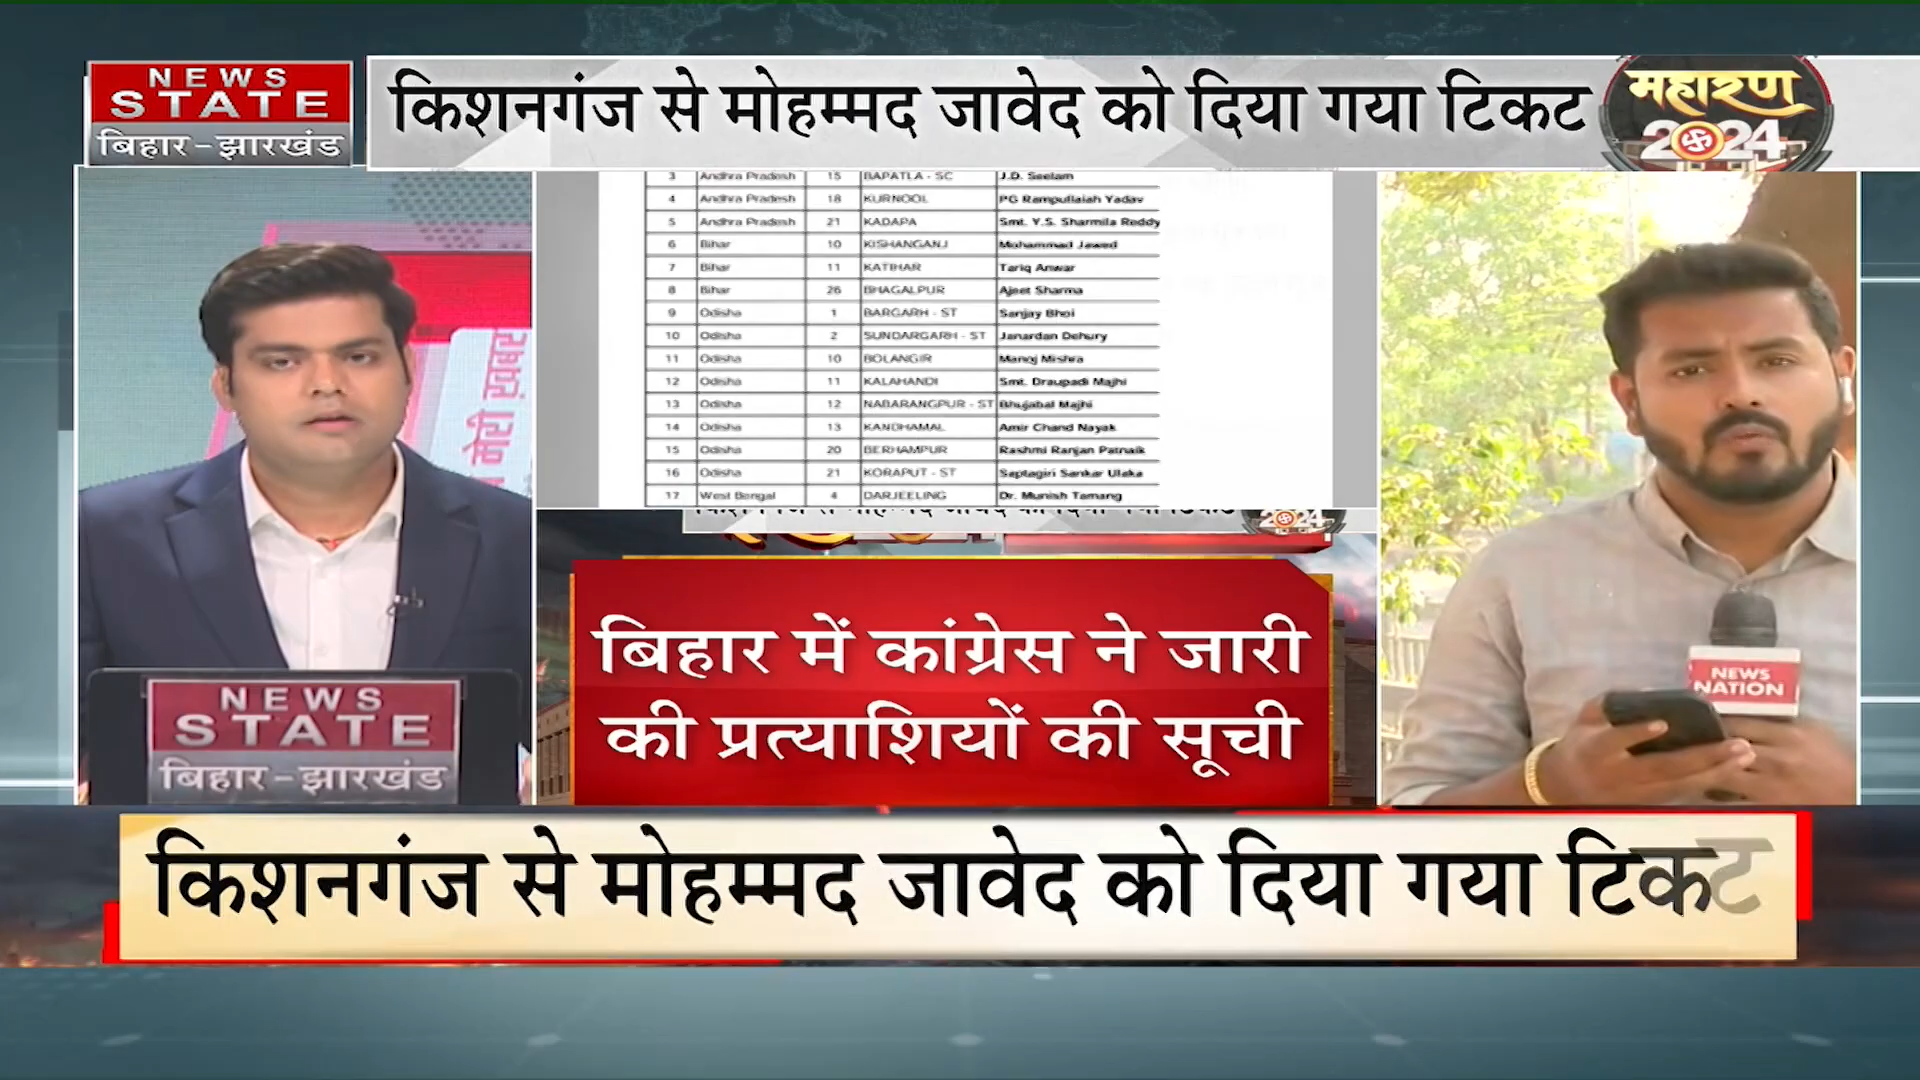 NEWS
STATE
बिहार-झारखंड
किशनगंज से मोहम्मद जावेद को दिया गया टिकट
महारण
2024
3 Andhra Pradesh 15 BAPATLA - SC J.D. Seelam
4 Andhra Pradesh 18 KURNOOL PG Rampullaiah Yadav
5 Andhra Pradesh 21 KADAPA Smt. Y.S. Sharmila Reddy
6 Bihar 10 KISHANGANJ Mohammad Jawed
7 Bihar 11 KATIHAR Tariq Anwar
8 Bihar 26 BHAGALPUR Ajeet Sharma
9 Odisha 1 BARGARH - ST Sanjay Bhoi
10 Odisha 2 SUNDARGARH - ST Janardan Dehury
11 Odisha 10 BOLANGIR Manoj Mishra
12 Odisha 11 KALAHANDI Smt. Draupadi Majhi
13 Odisha 12 NABARANGPUR - ST Bhujabal Majhi
14 Odisha 13 KANDHAMAL Amir Chand Nayak
15 Odisha 20 BERHAMPUR Rashmi Ranjan Patnaik
16 Odisha 21 KORAPUT - ST Saptagiri Sankar Ulaka
17 West Bengal 4 DARJEELING Dr. Munish Tamang
2024
बिहार में कांग्रेस ने जारी
की प्रत्याशियों की सूची
NEWS
NATION
NEWS
STATE
बिहार-झारखंड
किशनगंज से मोहम्मद जावेद को दिया गया टिकट